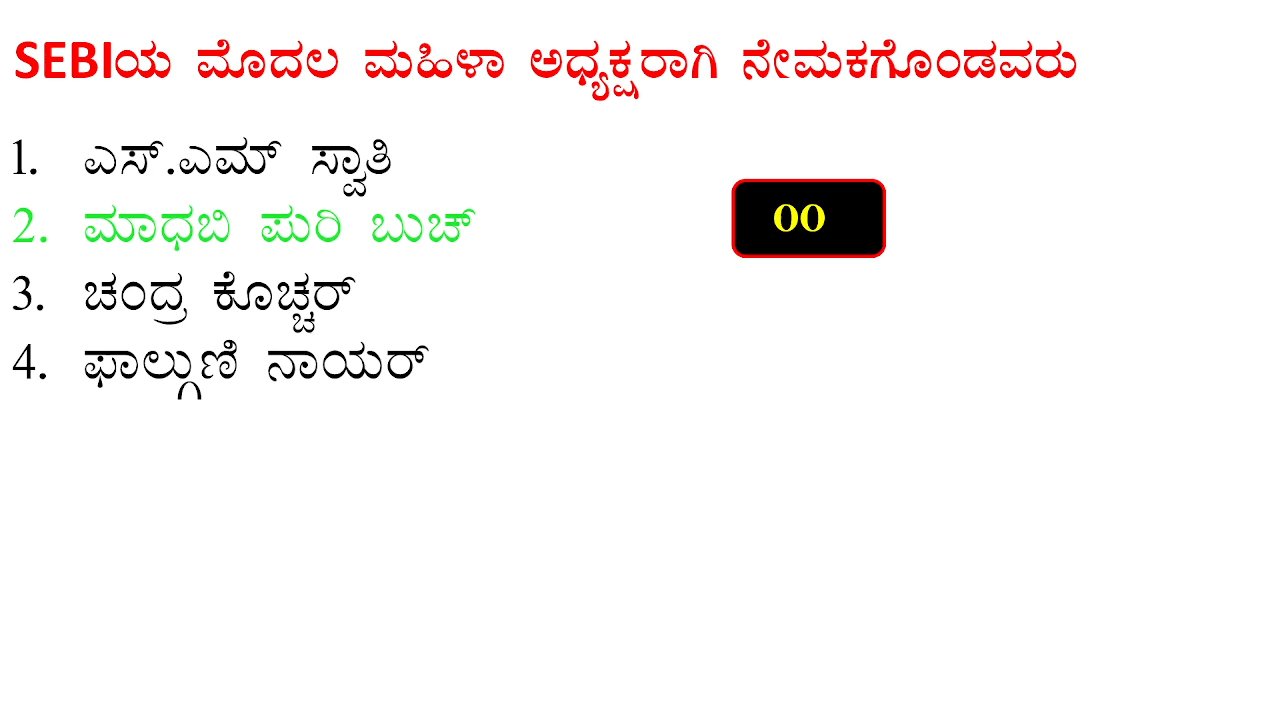 SEBIಯ ಮೊದಲ ಮಹಿಳಾ ಅಧ್ಯಕ್ಷರಾಗಿ ನೇಮಕಗೊಂಡವರು
1. ಎಸ್.ಎಮ್ ಸ್ವಾತಿ
2. ಮಾಧಬಿ ಪುರಿ ಬುಚ್
00
3. ಚಂದ್ರ ಕೊಚ್ಚರ್
4. ಫಾಲ್ಗುಣಿ ನಾಯರ್